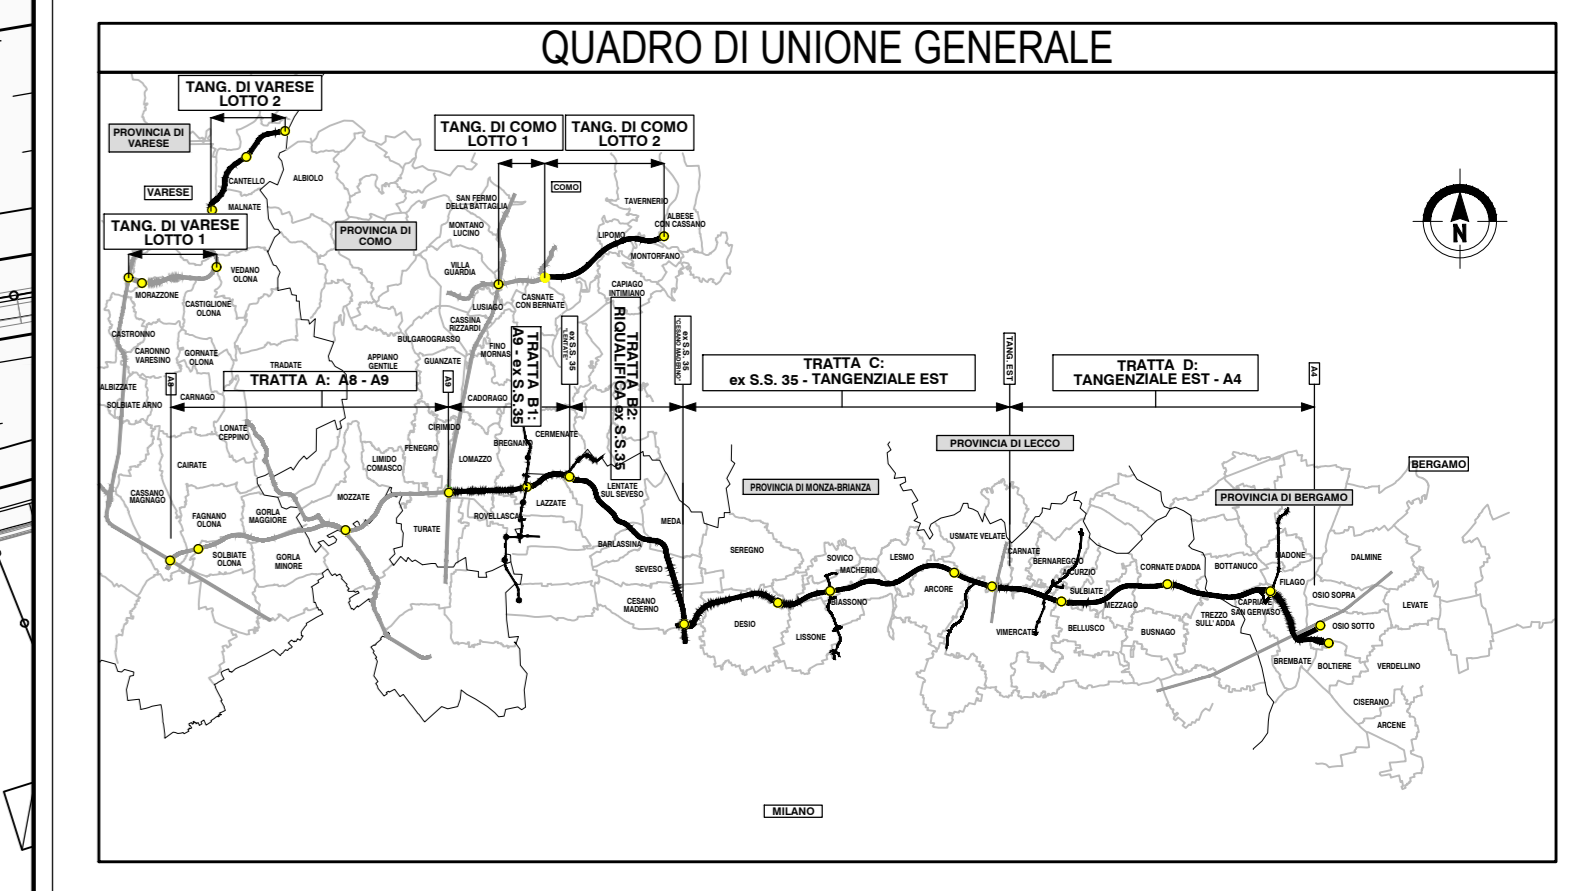 QUADRO DI UNIONE GENERALE
TANG. DI VARESE
LOTTO 2
PROVINCIA DI
VARESE
TANG. DI COMO
LOTTO 1
TANG. DI COMO
LOTTO 2
CANTELLO
ALBIOLO
VARESE
MALNATE
COMO
SAN FERMO
DELLA BATTAGLIA
TAVERNERIO
ALBESE
CON CASSANO
TANG. DI VARESE
LOTTO 1
PROVINCIA DI
COMO
MONTANO
LUCINO
LIPOMO
MONTORFANO
N
VEDANO
OLONA
VILLA
GUARDIA
MORAZZONE
CASTIGLIONE
OLONA
LUSIAGO
CASNATE
CON BERNATE
CAPIAGO
INTIMIANO
CASSINA
RIZZARDI
CASTRONNO
BULGAROGRASSO
FINO
MORNAS
CARONNO
VARESINO
GORNATE
OLONA
TRADATE
APPIANO
GENTILE
GUANZATE
TRATTA B1:
A9 - ex S.S.35
ex S.S. 35
"LENTATE"
TRATTA B2:
RIQUALIFICA ex S.S.35
ex S.S. 35
"CESANO MADERNO"
TRATTA C:
ex S.S. 35 - TANGENZIALE EST
TANG. EST
TRATTA D:
TANGENZIALE EST - A4
A4
ALBIZZATE
A8
TRATTA A: A8 - A9
A9
SOLBIATE ARNO
CARNAGO
CADORAGO
LONATE
CEPPINO
CIRIMIDO
BREGNANO
CERMENATE
FENEGRO
PROVINCIA DI LECCO
CAIRATE
LIMIDO
COMASCO
LOMAZZO
BERGAMO
CASSANO
MAGNAGO
MOZZATE
LENTATE
SUL SEVESO
PROVINCIA DI MONZA-BRIANZA
PROVINCIA DI BERGAMO
FAGNANO
OLONA
GORLA
MAGGIORE
TURATE
ROVELLASCA
LAZZATE
MEDA
SOLBIATE
OLONA
GORLA
MINORE
BARLASSINA
SEVESO
SEREGNO
SOVICO
MACHERIO
LESMO
USMATE VELATE
CARNATE
BERNAREGGIO
AICURZIO
CORNATE D'ADDA
BOTTANUCO
MADONE
FILAGO
DALMINE
CESANO
MADERNO
DESIO
BIASSONO
LISSONE
ARCORE
SULBIATE
MEZZAGO
VIMERCATE
BELLUSCO
BUSNAGO
TREZZO
SULL' ADDA
CAPRIATE
SAN GERVASO
OSIO SOPRA
LEVATE
OSIO SOTTO
BREMBATE
BOLTIERE
VERDELLINO
CISERANO
ARCENE
MILANO